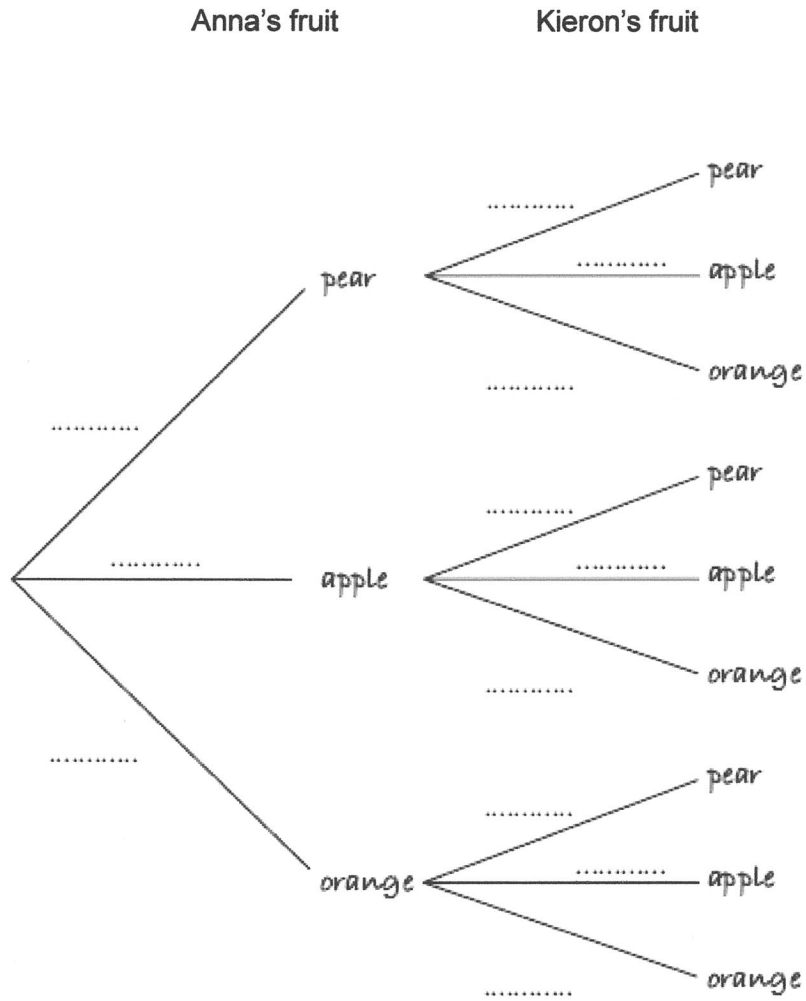 Anna's fruit Kieron's fruit
pear
............
............ apple
pear
orange
............
............
pear
............
............ ............ apple
apple
orange
............
............
pear
............
............ apple
orange
orange
............